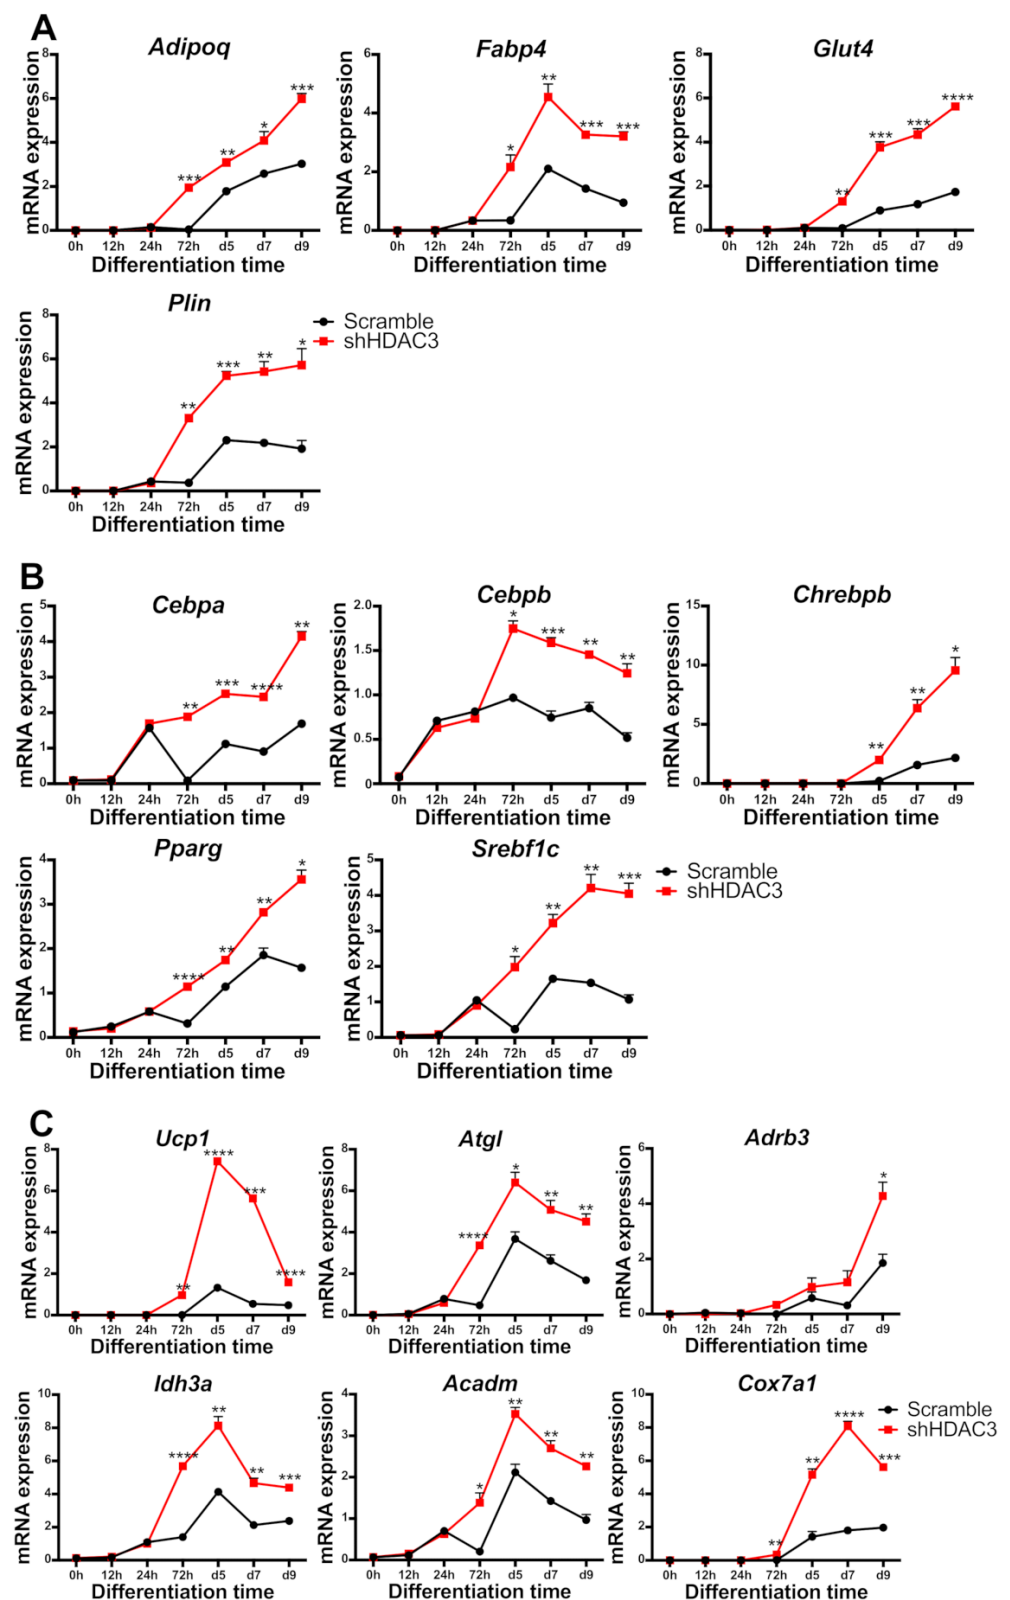 A
Adipoq
Fabp4
Glut4
mRNA expression
8
6
4
2
0
***
**
*
***
0h 12h 24h 72h d5 d7 d9
Differentiation time
mRNA expression
6
4
2
0
*
**
***
***
0h 12h 24h 72h d5 d7 d9
Differentiation time
mRNA expression
8
6
4
2
0
**
***
***
****
0h 12h 24h 72h d5 d7 d9
Differentiation time
Plin
Scramble
shHDAC3
mRNA expression
8
6
4
2
0
**
***
**
*
0h 12h 24h 72h d5 d7 d9
Differentiation time
B
Cebpa
Cebpb
Chrebpb
mRNA expression
5
4
3
2
1
0
**
***
****
**
0h 12h 24h 72h d5 d7 d9
Differentiation time
mRNA expression
2.0
1.5
1.0
0.5
0
*
***
**
**
0h 12h 24h 72h d5 d7 d9
Differentiation time
mRNA expression
15
10
5
0
**
**
*
0h 12h 24h 72h d5 d7 d9
Differentiation time
Pparg
Srebf1c
Scramble
shHDAC3
mRNA expression
4
3
2
1
0
****
**
**
*
0h 12h 24h 72h d5 d7 d9
Differentiation time
mRNA expression
5
4
3
2
1
0
*
**
**
***
0h 12h 24h 72h d5 d7 d9
Differentiation time
C
Ucp1
Atgl
Adrb3
mRNA expression
8
6
4
2
0
**
****
***
****
0h 12h 24h 72h d5 d7 d9
Differentiation time
mRNA expression
8
6
4
2
0
****
*
**
**
0h 12h 24h 72h d5 d7 d9
Differentiation time
mRNA expression
6
4
2
0
*
0h 12h 24h 72h d5 d7 d9
Differentiation time
Idh3a
Acadm
Cox7a1
Scramble
shHDAC3
mRNA expression
10
8
6
4
2
0
****
**
**
***
0h 12h 24h 72h d5 d7 d9
Differentiation time
mRNA expression
4
3
2
1
0
*
**
**
**
0h 12h 24h 72h d5 d7 d9
Differentiation time
mRNA expression
10
8
6
4
2
0
**
**
****
***
0h 12h 24h 72h d5 d7 d9
Differentiation time